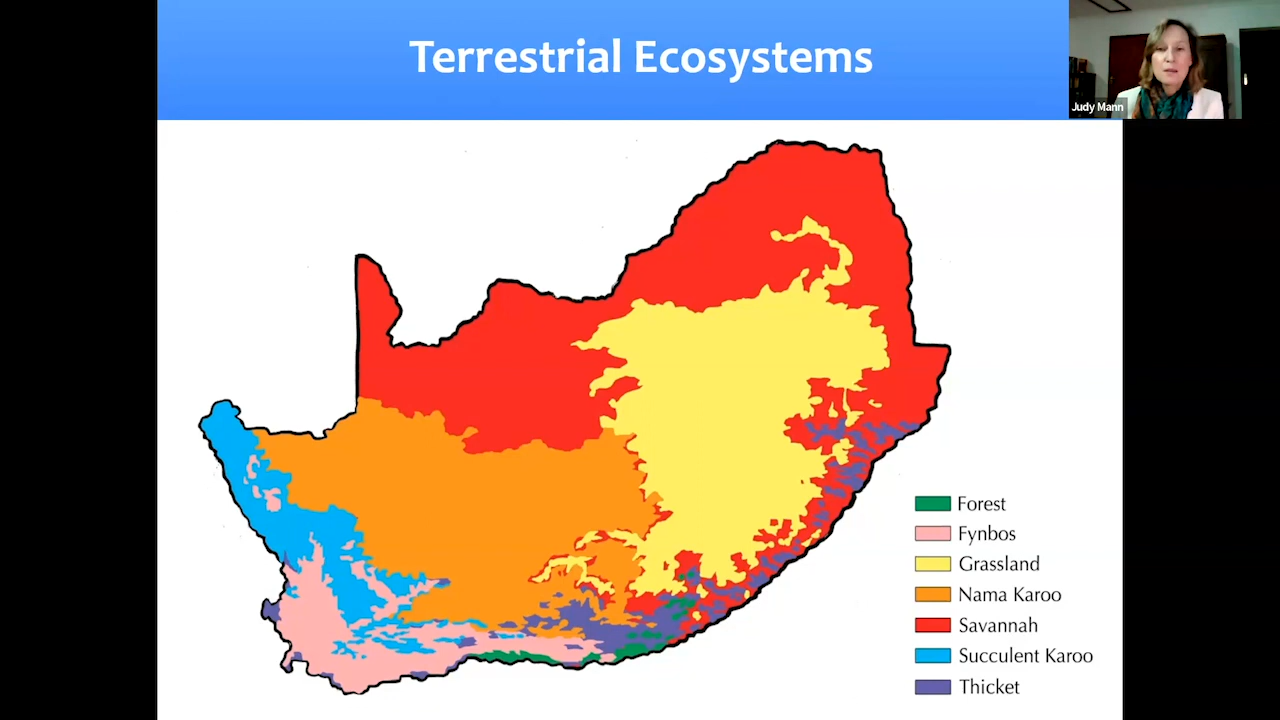 Terrestrial Ecosystems
Judy Mann
Forest
Fynbos
Grassland
Nama Karoo
Savannah
Succulent Karoo
Thicket